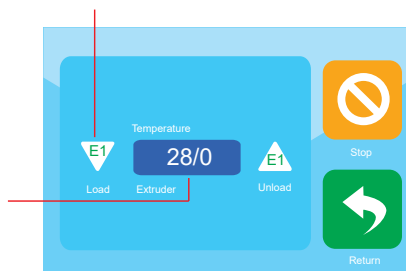 Temperature
E1
28/0
E1
Load
Extruder
Unload
Stop
Return